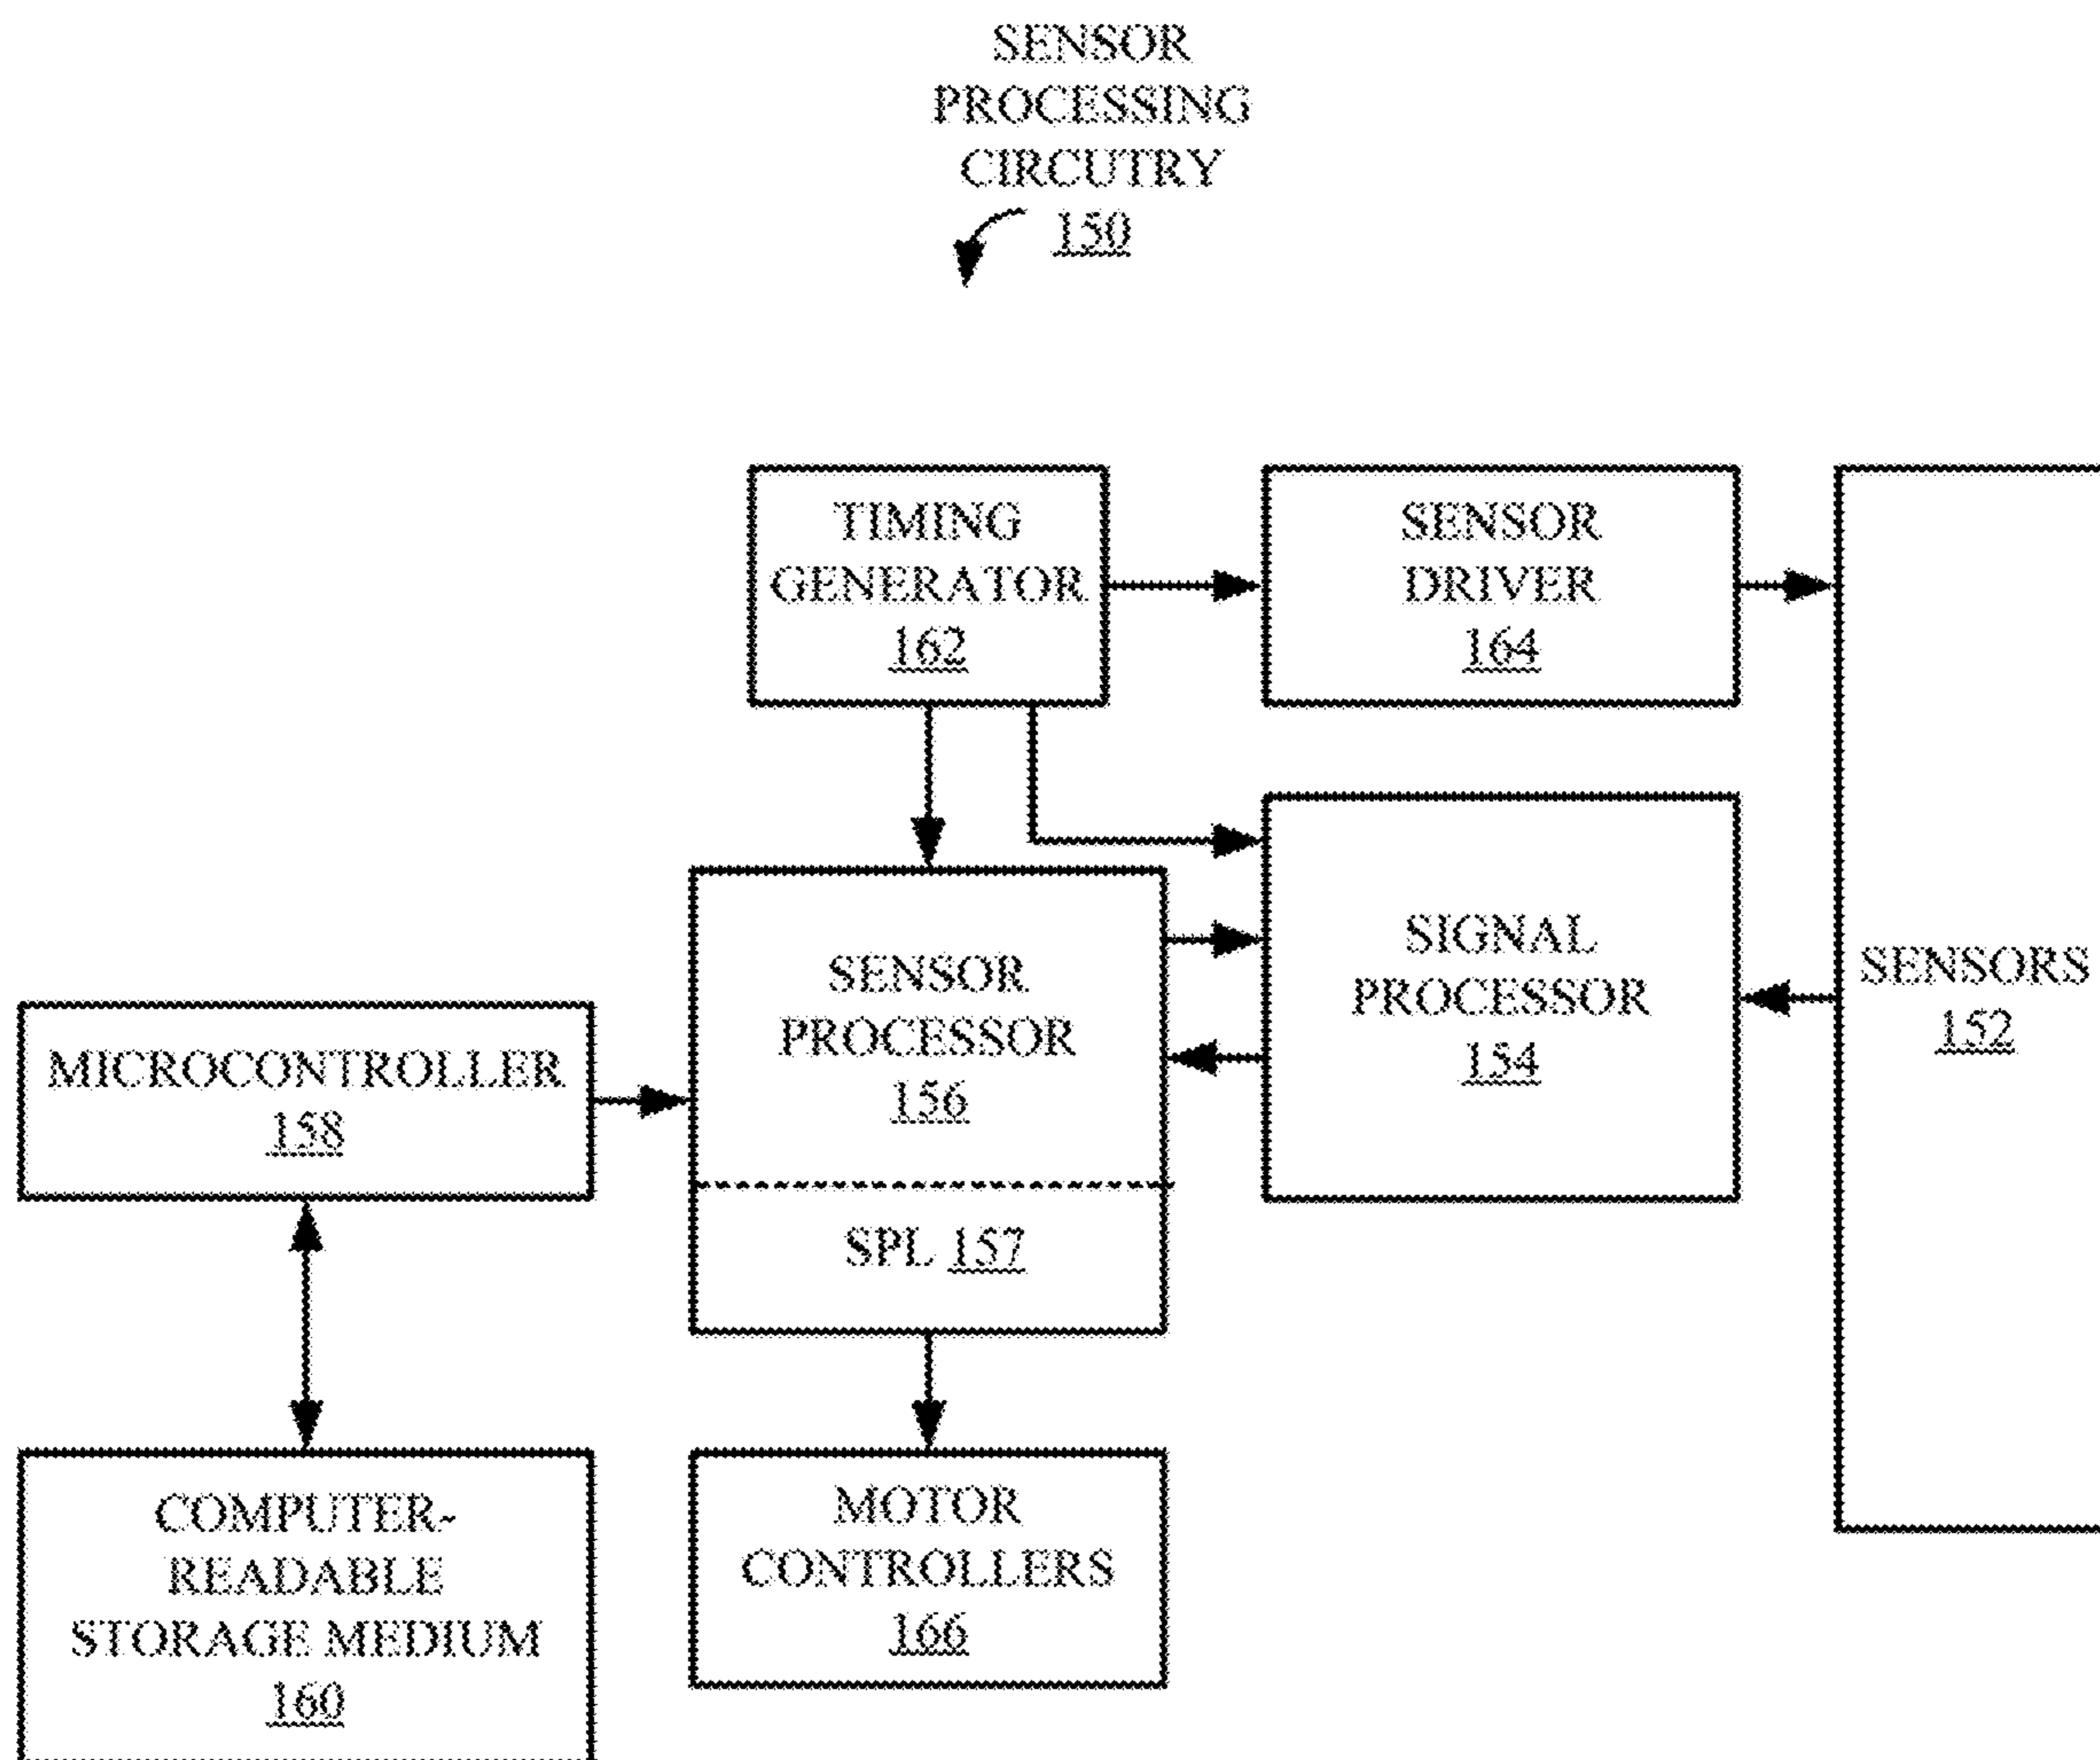 SENSOR
PROCESSING
CIRCUTRY
150
TIMING
GENERATOR
162
SENSOR
DRIVER
164
SENSOR
PROCESSOR
156
SPL 157
SIGNAL
PROCESSOR
154
SENSORS
152
MICROCONTROLLER
158
COMPUTER-
READABLE
STORAGE MEDIUM
160
MOTOR
CONTROLLERS
166